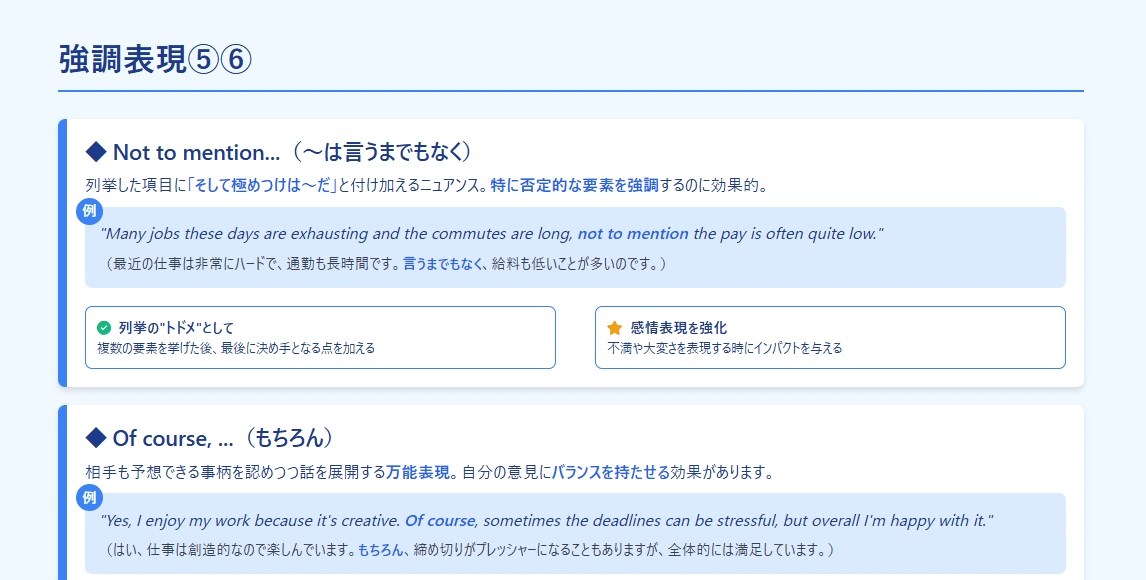 強調表現⑤⑥
◆ Not to mention...（～は言うまでもなく）
列挙した項目に「そして極めつけは～だ」と付け加えるニュアンス。特に否定的な要素を強調するのに効果的。
例
"Many jobs these days are exhausting and the commutes are long, not to mention the pay is often quite low."
（最近の仕事は非常にハードで、通勤も長時間です。言うまでもなく、給料も低いことが多いのです。）
列挙の"トドメ"として
複数の要素を挙げた後、最後に決め手となる点を加える
感情表現を強化
不満や大変さを表現する時にインパクトを与える
◆ Of course, ...（もちろん）
相手も予想できる事柄を認めつつ話を展開する万能表現。自分の意見にバランスを持たせる効果があります。
例
"Yes, I enjoy my work because it's creative. Of course, sometimes the deadlines can be stressful, but overall I'm happy with it."
（はい、仕事は創造的なので楽しんでいます。もちろん、締め切りがプレッシャーになることもありますが、全体的には満足しています。）